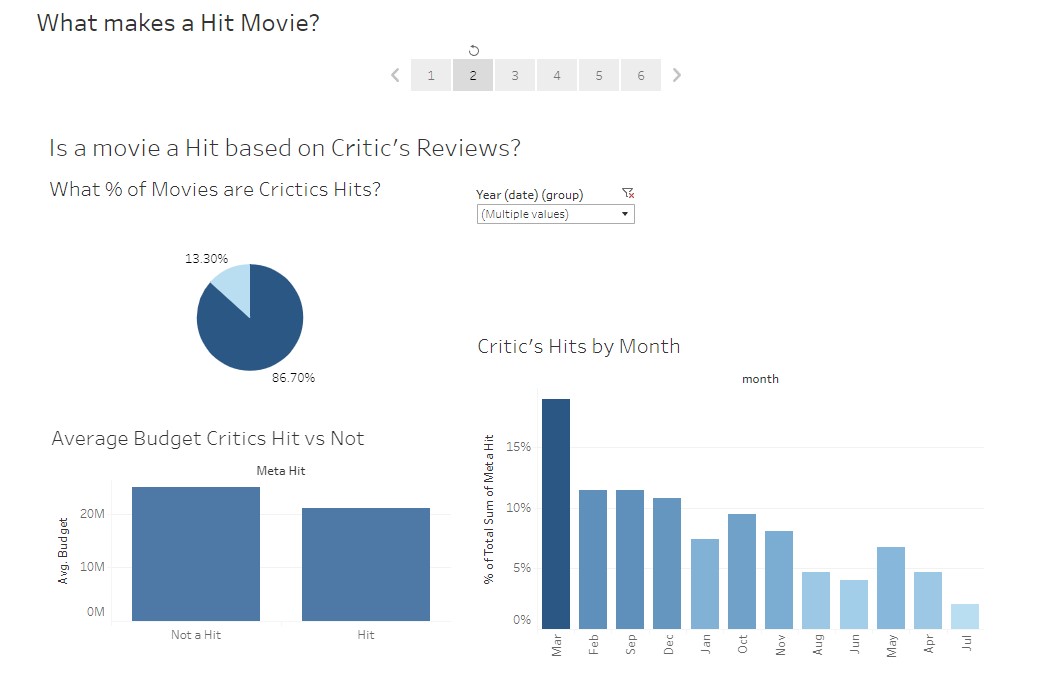 What makes a Hit Movie?
1 2 3 4 5 6
Is a movie a Hit based on Critic's Reviews?
What % of Movies are Crictics Hits?
Year (date) (group)
(Multiple values)
13.30%
86.70%
Average Budget Critics Hit vs Not
Meta Hit
Avg. Budget
20M
10M
0M
Not a Hit
Hit
Critic's Hits by Month
month
% of Total Sum of Meta Hit
15%
10%
5%
0%
Mar
Feb
Sep
Dec
Jan
Oct
Nov
Aug
Jun
May
Apr
Jul